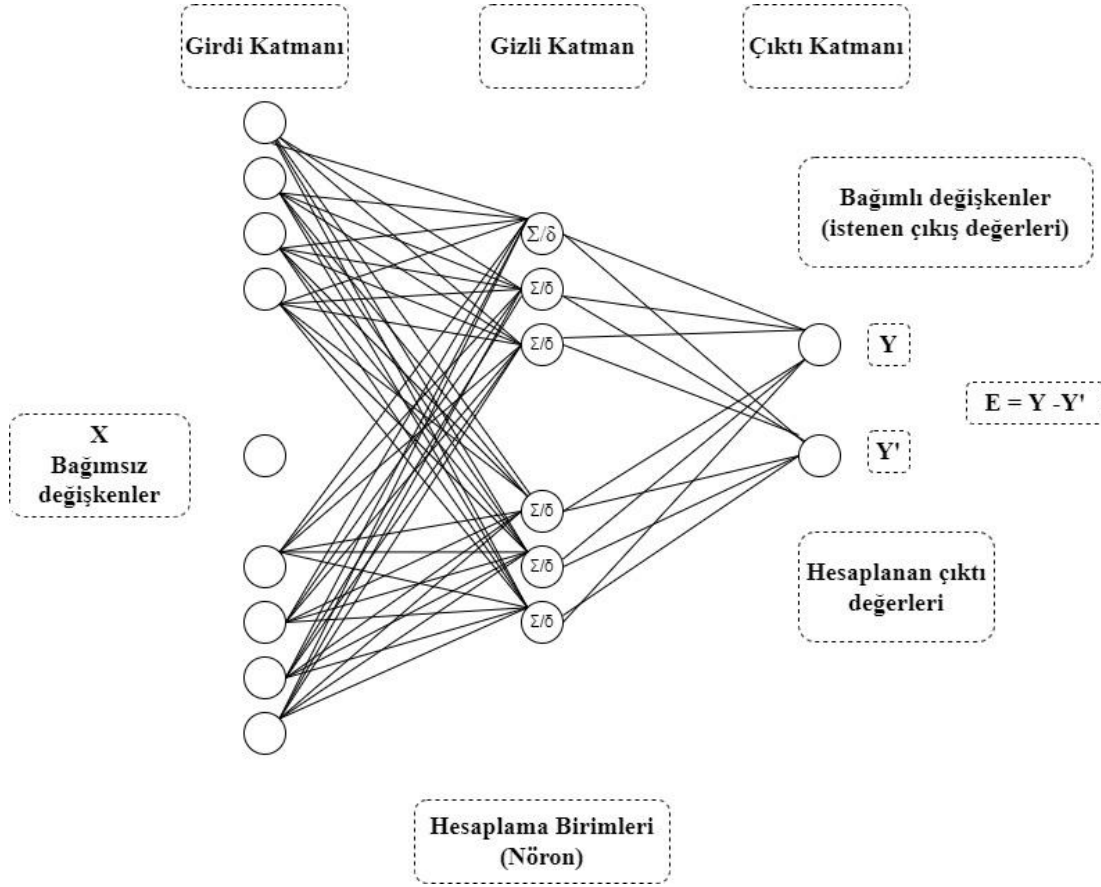 Girdi Katmanı
Gizli Katman
Çıktı Katmanı
Bağımlı değişkenler
(istenen çıkış değerleri)
Σ/δ
Σ/δ
Σ/δ
Y
E = Y -Y'
X
Bağımsız
değişkenler
Y'
Σ/δ
Σ/δ
Σ/δ
Hesaplanan çıktı
değerleri
Hesaplama Birimleri
(Nöron)